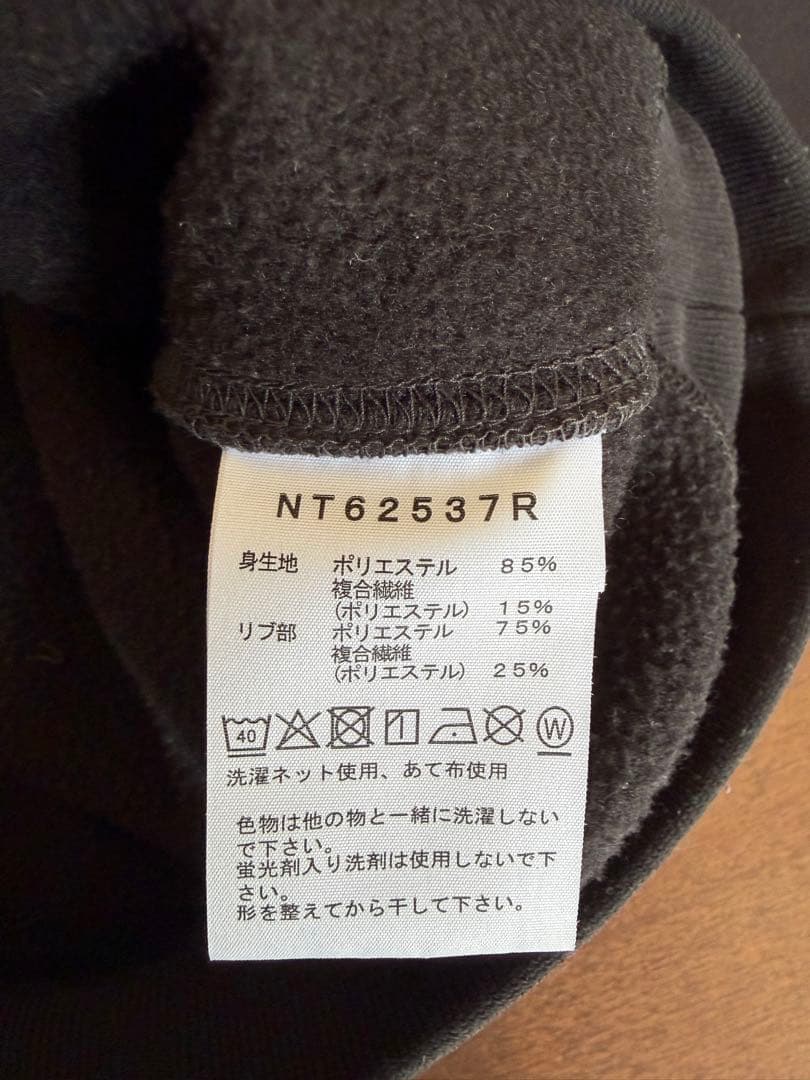 NT62537R
身生地 ポリエステル 85%
複合繊維
(ポリエステル) 15%
リブ部 ポリエステル 75%
複合繊維
(ポリエステル) 25%
40 W
洗濯ネット使用、あて布使用
色物は他の物と一緒に洗濯しない
で下さい。
蛍光剤入り洗剤は使用しないで下
さい。
形を整えてから干して下さい。